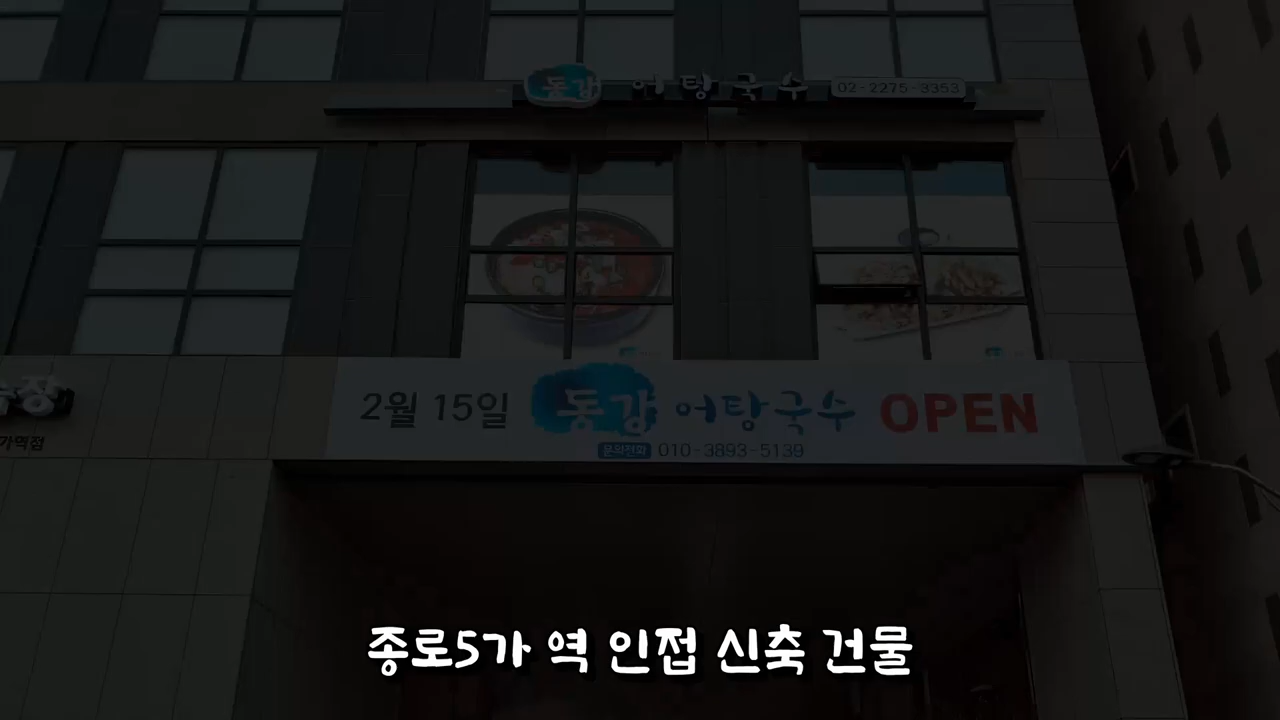 동강 어탕국수 02-2275-3353
2월 15일 동강 어탕국수 OPEN
문의전화 010-3893-5139
장
가역점
종로5가 역 인접 신축 건물